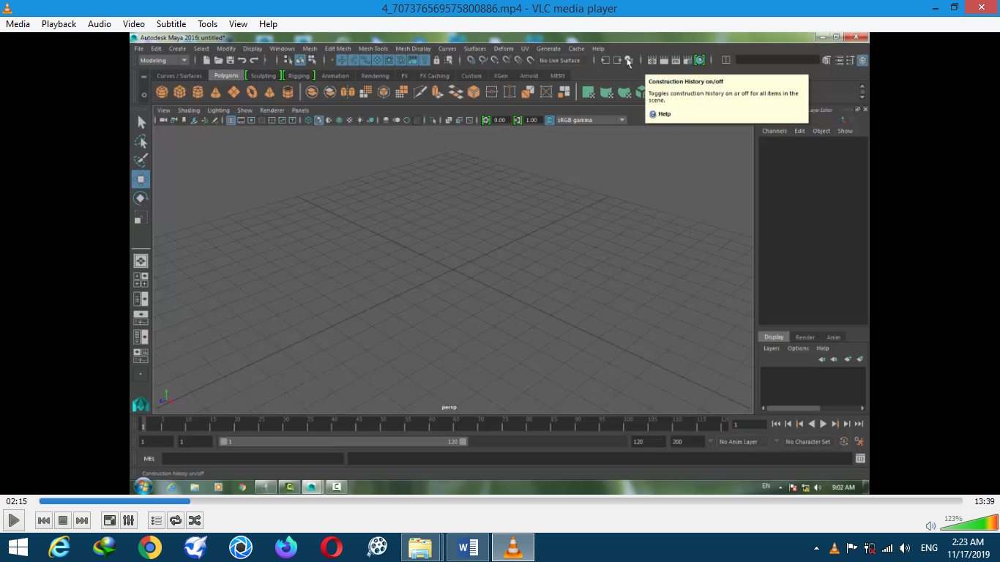 4_707376569575800886.mp4 - VLC media player
Media Playback Audio Video Subtitle Tools View Help
Autodesk Maya 2016: untitled*
File Edit Create Select Modify Display Windows Mesh Edit Mesh Mesh Tools Mesh Display Curves Surfaces Deform UV Generate Cache Help
Modeling No Live Surface
Curves / Surfaces Polygons Sculpting Rigging Animation Rendering FX FX Caching Custom XGen Arnold MERY
Construction History on/off
Toggles construction history on or off for all items in the
scene.
Help
View Shading Lighting Show Renderer Panels
ayer Editor
0.00 1.00 sRGB gamma
Channels Edit Object Show
Display Render Anim
Layers Options Help
persp
5 10 15 20 25 30 35 40 45 50 55 60 65 70 75 80 85 90 95 100 105 110 115 120
1 1
1 1 1 120 120 200 No Anim Layer No Character Set
MEL
Construction history on/off
EN 9:02 AM
02:15 13:39
123%
W
ENG 2:23 AM
11/17/2019